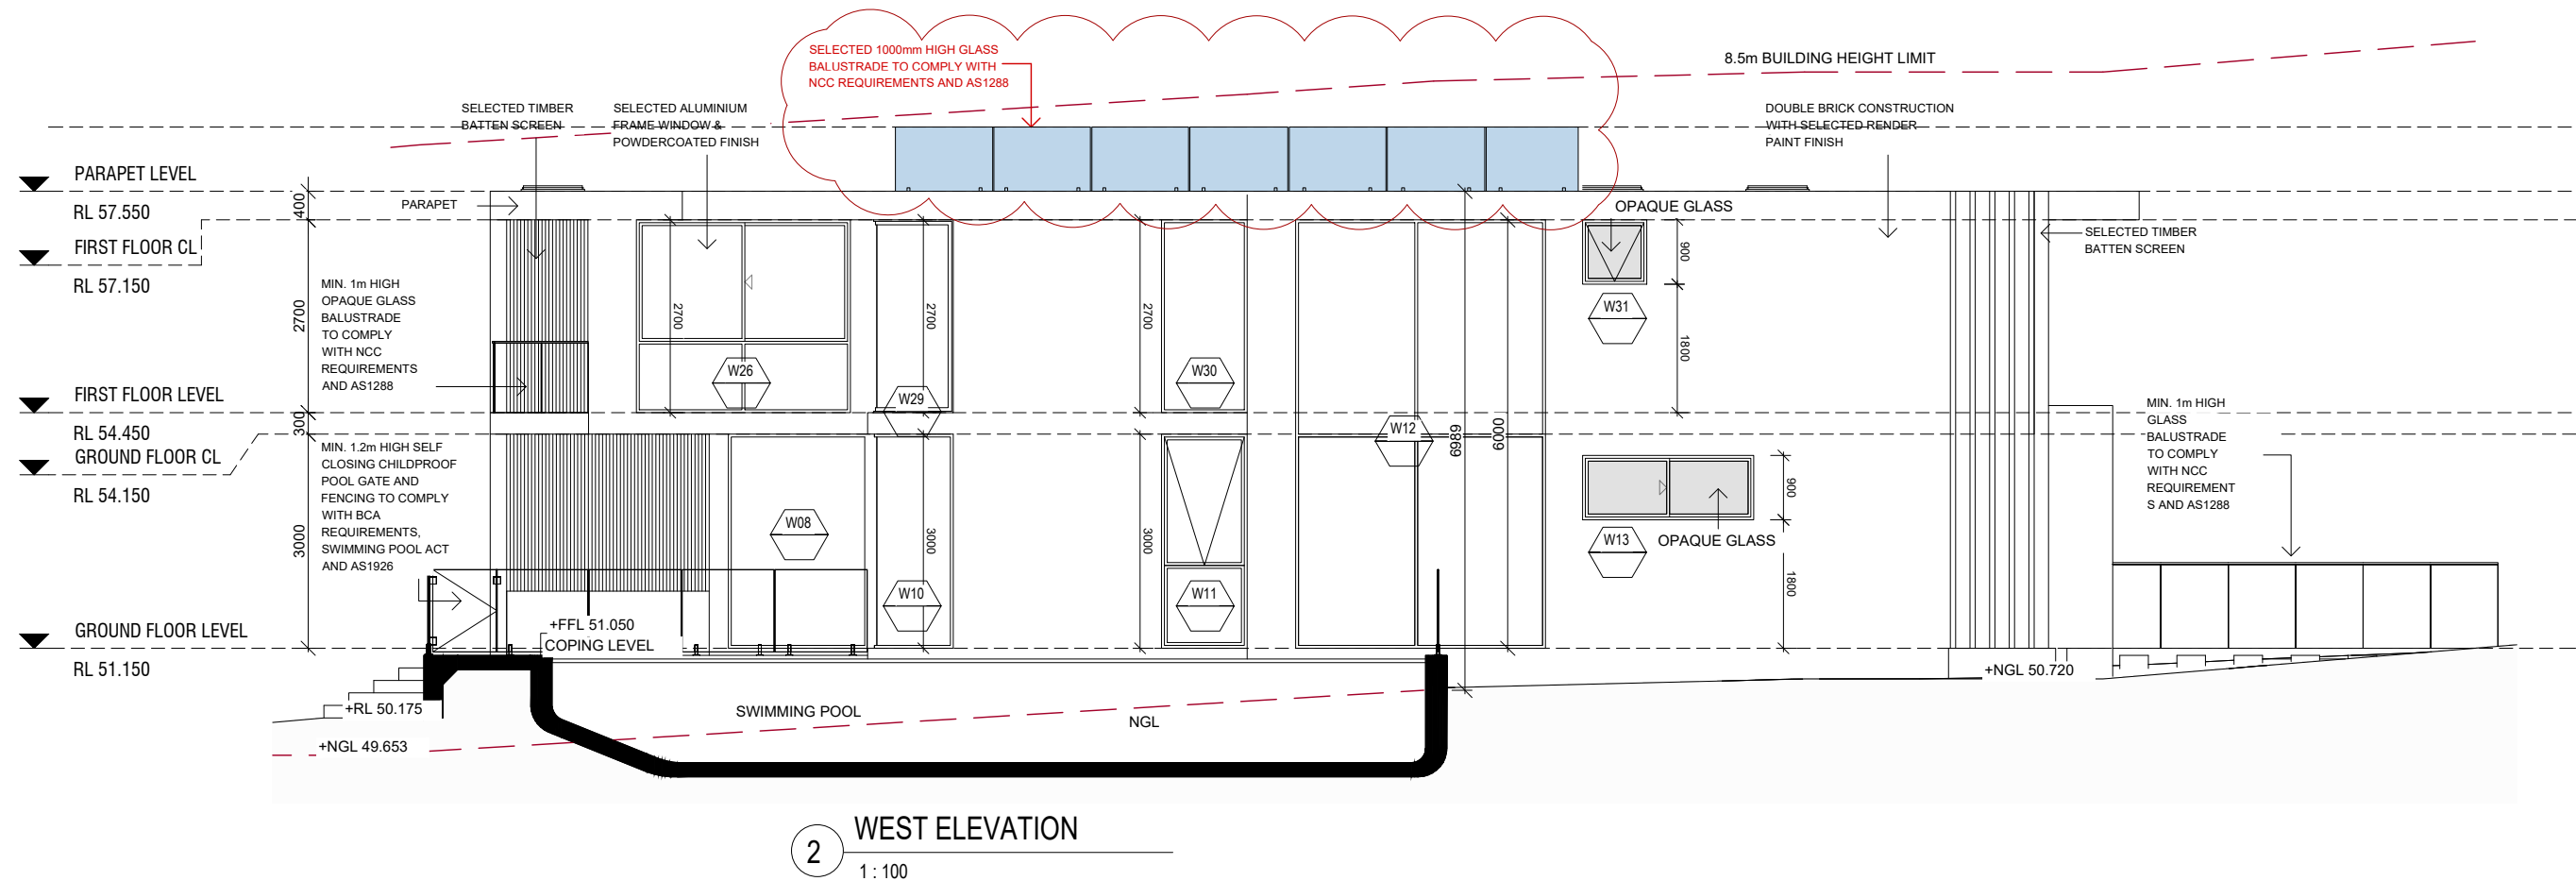 SELECTED 1000mm HIGH GLASS
BALUSTRADE TO COMPLY WITH
NCC REQUIREMENTS AND AS1288
8.5m BUILDING HEIGHT LIMIT
SELECTED TIMBER
BATTEN SCREEN
SELECTED ALUMINIUM
FRAME WINDOW &
POWDERCOATED FINISH
DOUBLE BRICK CONSTRUCTION
WITH SELECTED RENDER
PAINT FINISH
PARAPET LEVEL
RL 57.550
400
PARAPET
OPAQUE GLASS
FIRST FLOOR CL
RL 57.150
SELECTED TIMBER
BATTEN SCREEN
900
MIN. 1m HIGH
OPAQUE GLASS
BALUSTRADE
TO COMPLY
WITH NCC
REQUIREMENTS
AND AS1288
2700
2700
2700
2700
W31
1800
W26
W29
W30
FIRST FLOOR LEVEL
RL 54.450
300
W12
8989
6000
MIN. 1m HIGH
GLASS
BALUSTRADE
TO COMPLY
WITH NCC
REQUIREMENT
S AND AS1288
GROUND FLOOR CL
RL 54.150
MIN. 1.2m HIGH SELF
CLOSING CHILDPROOF
POOL GATE AND
FENCING TO COMPLY
WITH BCA
REQUIREMENTS,
SWIMMING POOL ACT
AND AS1926
3000
W08
3000
3000
900
W13
OPAQUE GLASS
1800
W10
W11
+FFL 51.050
COPING LEVEL
GROUND FLOOR LEVEL
RL 51.150
+NGL 50.720
+RL 50.175
SWIMMING POOL
NGL
+NGL 49.653
2
WEST ELEVATION
1 : 100